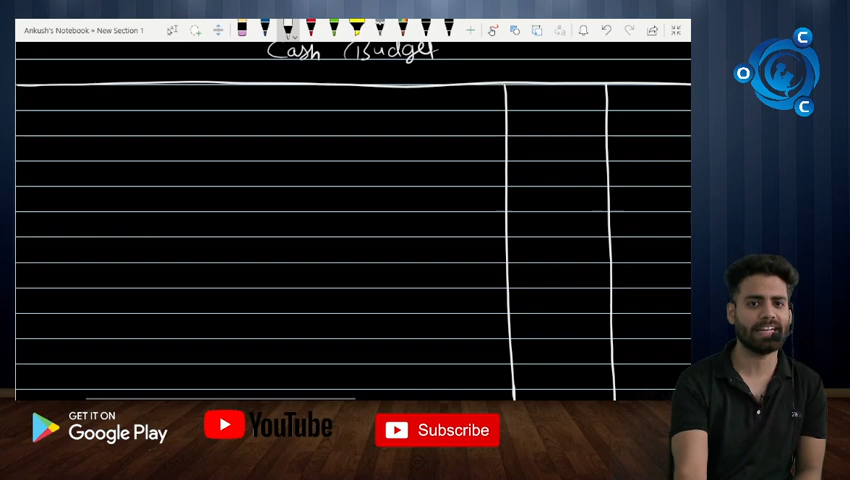 Ankush's Notebook » New Section 1
Cash Budget
C
O
C
GET IT ON
Google Play
YouTube
Subscribe